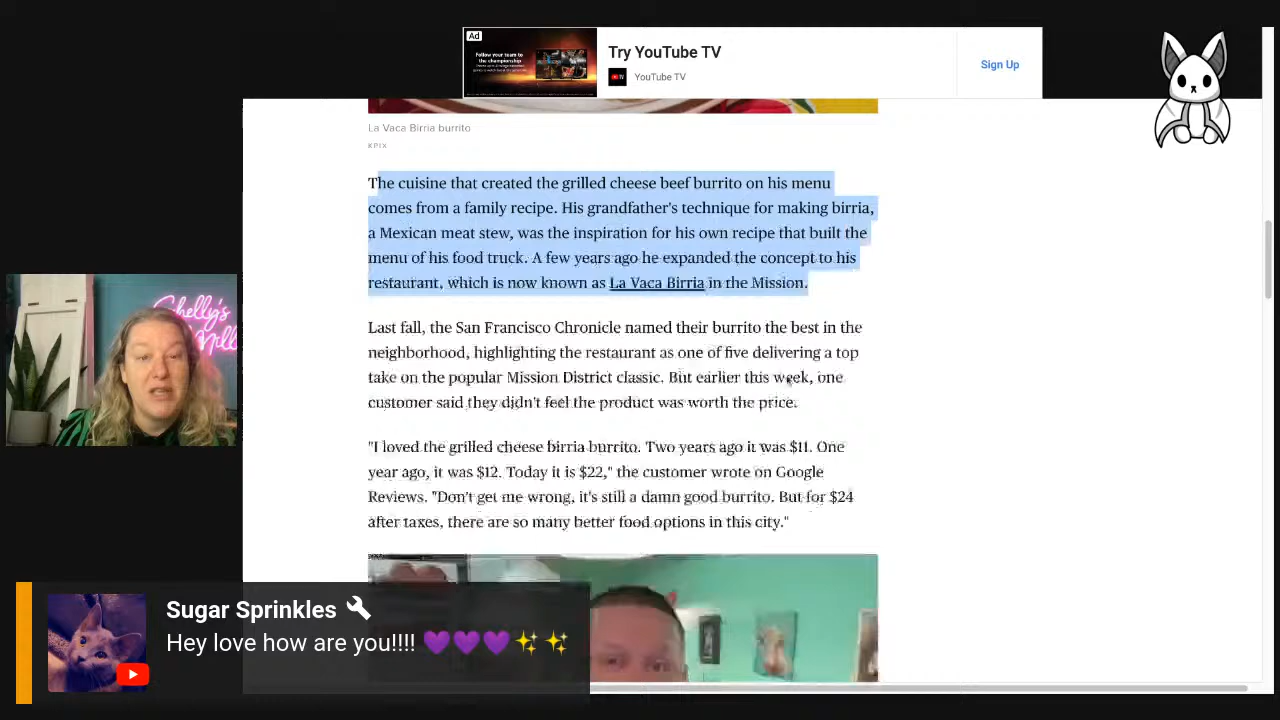 Ad
Follow your team to
the championship
Try YouTube TV
YouTube TV
Sign Up
La Vaca Birria burrito
KPIX
The cuisine that created the grilled cheese beef burrito on his menu
comes from a family recipe. His grandfather's technique for making birria,
a Mexican meat stew, was the inspiration for his own recipe that built the
menu of his food truck. A few years ago he expanded the concept to his
restaurant, which is now known as La Vaca Birria in the Mission.
Last fall, the San Francisco Chronicle named their burrito the best in the
neighborhood, highlighting the restaurant as one of five delivering a top
take on the popular Mission District classic. But earlier this week, one
customer said they didn't feel the product was worth the price.
"I loved the grilled cheese birria burrito. Two years ago it was $11. One
year ago, it was $12. Today it is $22," the customer wrote on Google
Reviews. "Don't get me wrong, it's still a damn good burrito. But for $24
after taxes, there are so many better food options in this city."
Shelly's
Sugar Sprinkles
Hey love how are you!!!! 💜💜💜✨✨